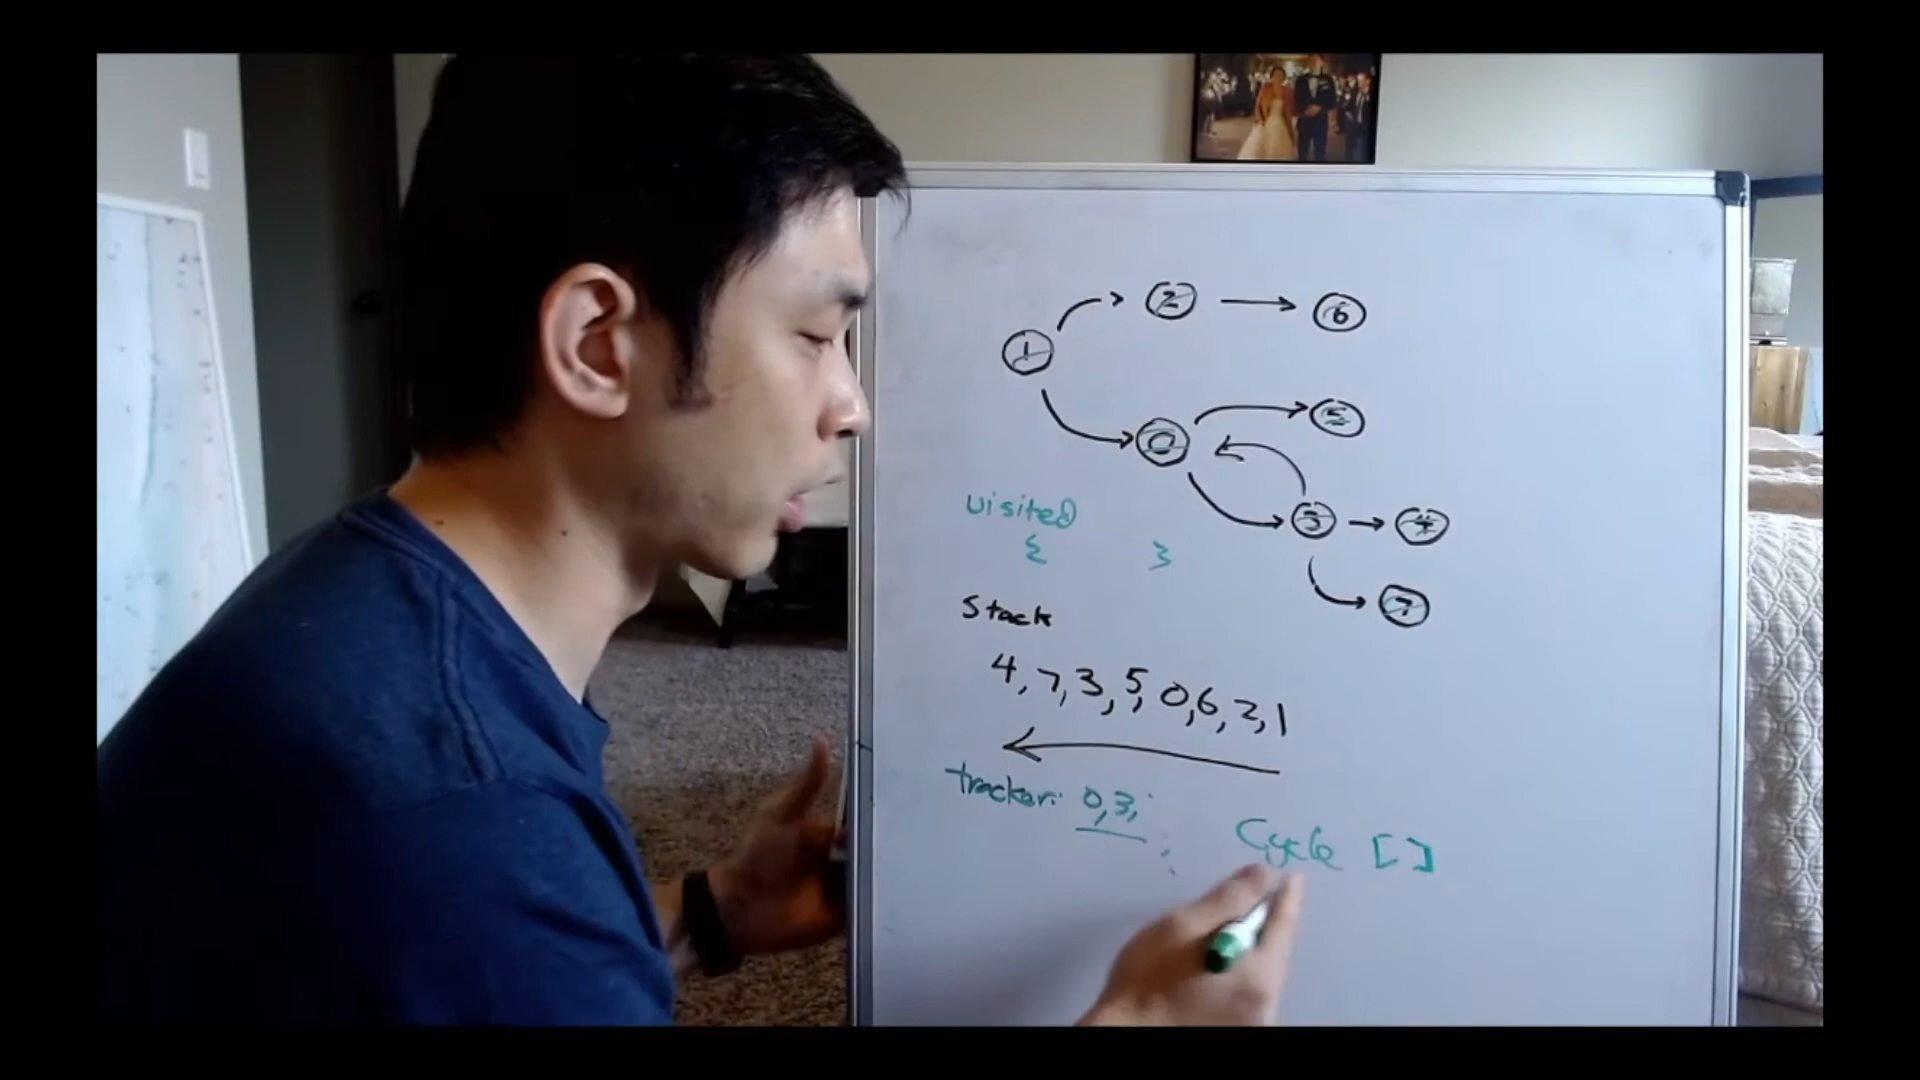 2
6
1
5
0
visited
3
4
{ }
7
Stack
4, 7, 3, 5, 0, 6, 2, 1
tracker: 0, 3,
Cycle [ ]